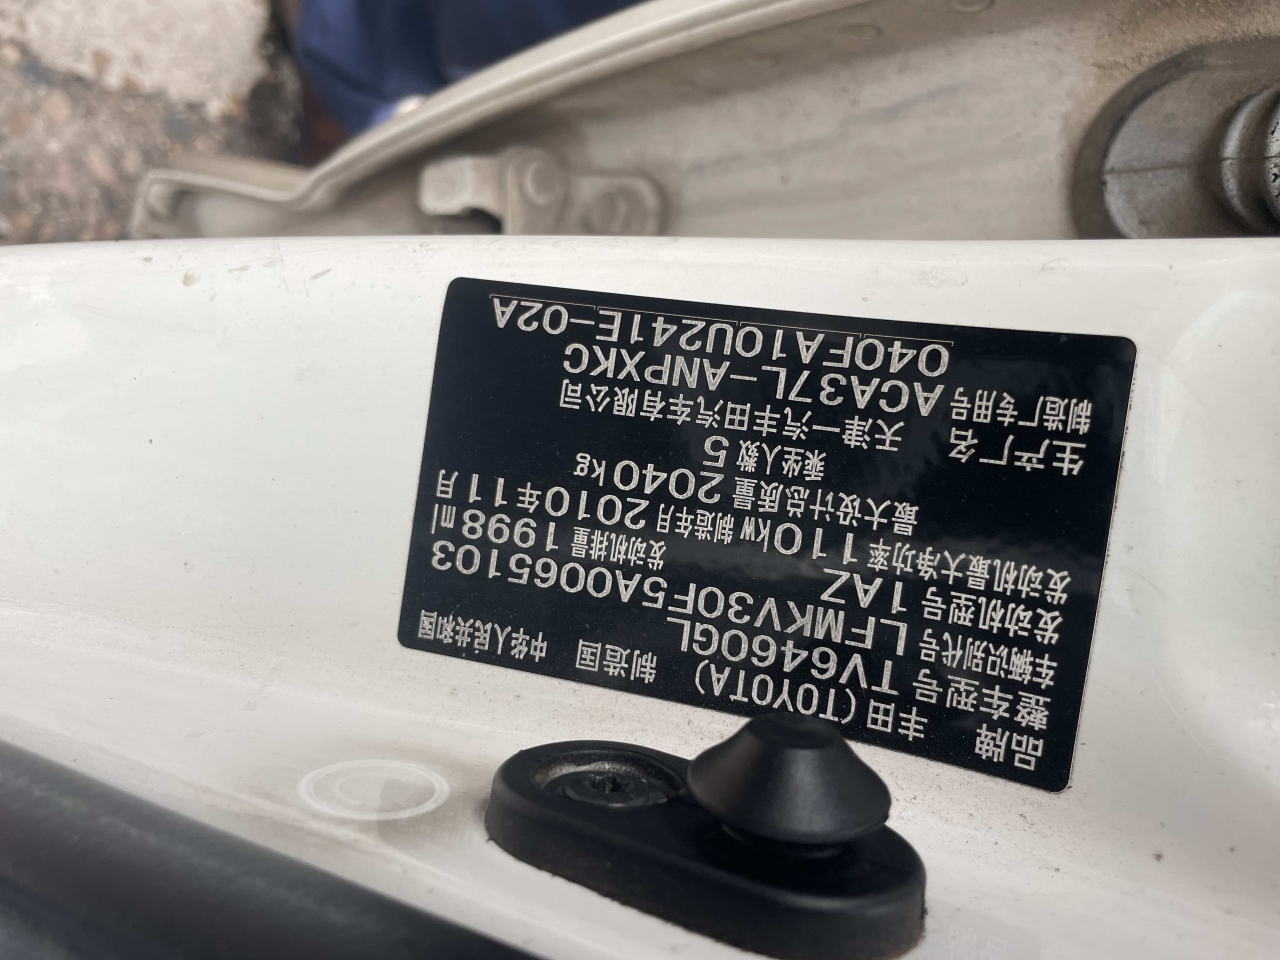 品牌 丰田(TOYOTA) 制造国 中华人民共和国
整车型号 TV6460GL
车辆识别代号 LFMKV30F5A0065103
发动机型号 1AZ 发动机排量 1998 ml
发动机最大净功率 110kw 制造年月 2010年11月
最大设计总质量 2040kg
乘坐人数 5
生产厂名 天津一汽丰田汽车有限公司
制造厂专用号 ACA37L-ANPXKC
040FA10U241E-02A